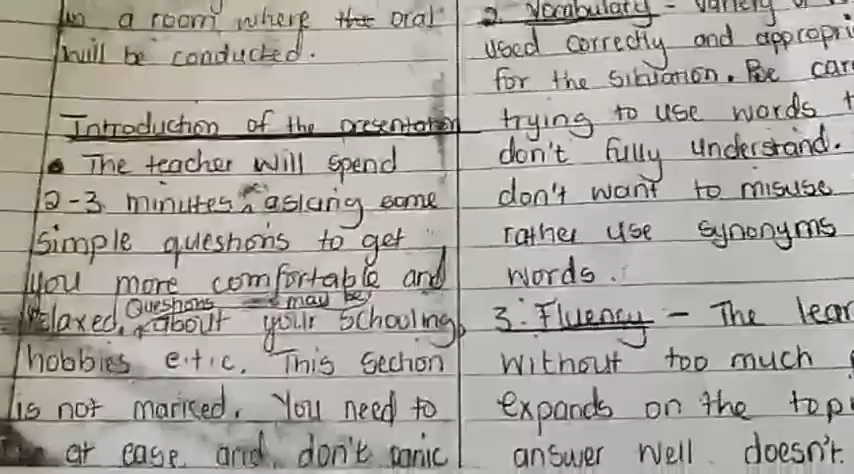 in a room where the oral
will be conducted.
Introduction of the presentation
• The teacher will spend
2-3 minutes, asking some
simple questions to get
you more comfortable and
Questions may be
relaxed, about your schooling,
hobbies e.t.c. This section
is not marked. You need to
at ease and don't panic
2. Vocabulary - variety of
used correctly and appropri
for the situation. Be car
trying to use words t
don't fully understand.
don't want to misuse
rather use synonyms
words.
3. Fluency - The lear
without too much
expands on the topi
answer well doesn't